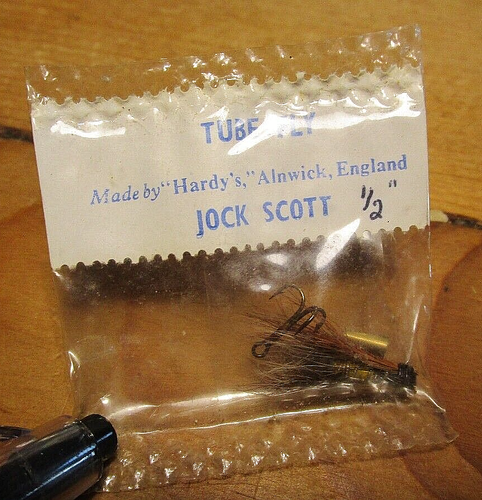 TUBE FLY
Made by "Hardy's," Alnwick, England
JOCK SCOTT 1/2"